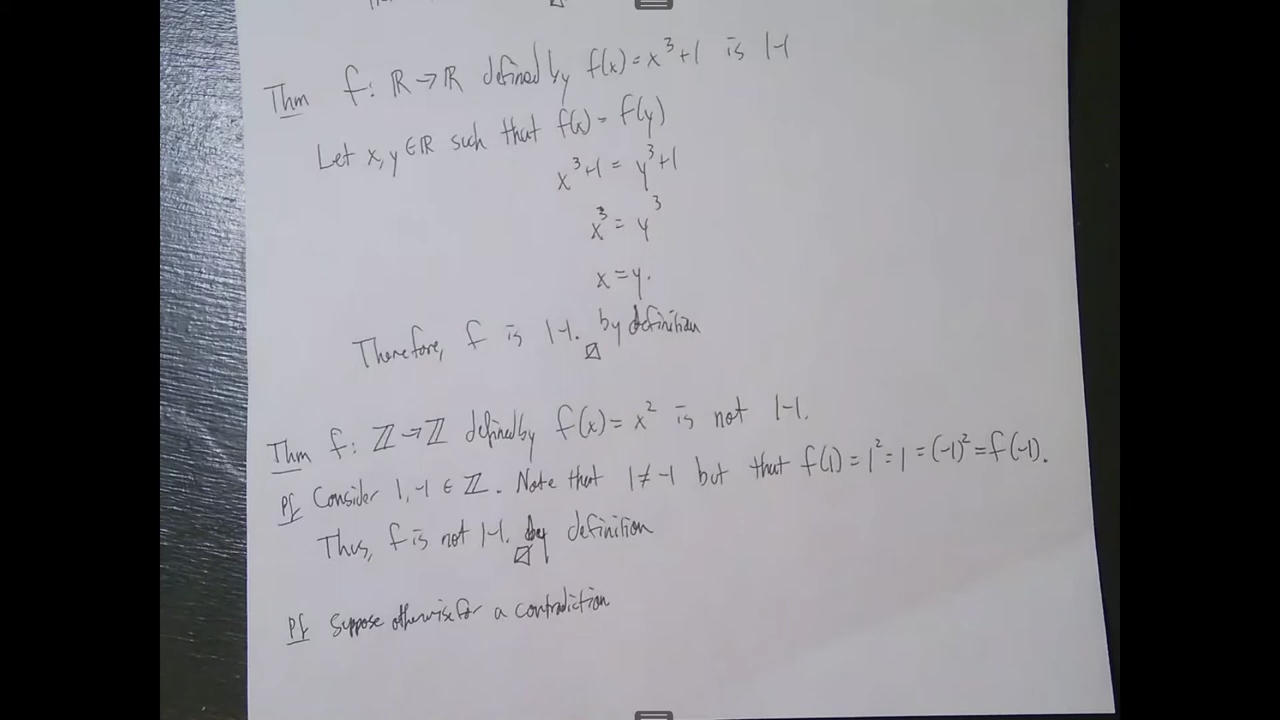 Thm f: ℝ → ℝ defined by f(x) = x³+1 is 1-1
Let x, y ∈ ℝ such that f(x) = f(y)
x³+1 = y³+1
x³ = y³
x = y.
Therefore, f is 1-1. by definition
Thm f: ℤ → ℤ defined by f(x) = x² is not 1-1.
Pf Consider 1, -1 ∈ ℤ. Note that 1 ≠ -1 but that f(1) = 1² = 1 = (-1)² = f(-1).
Thus, f is not 1-1. by definition
Pf Suppose otherwise for a contradiction